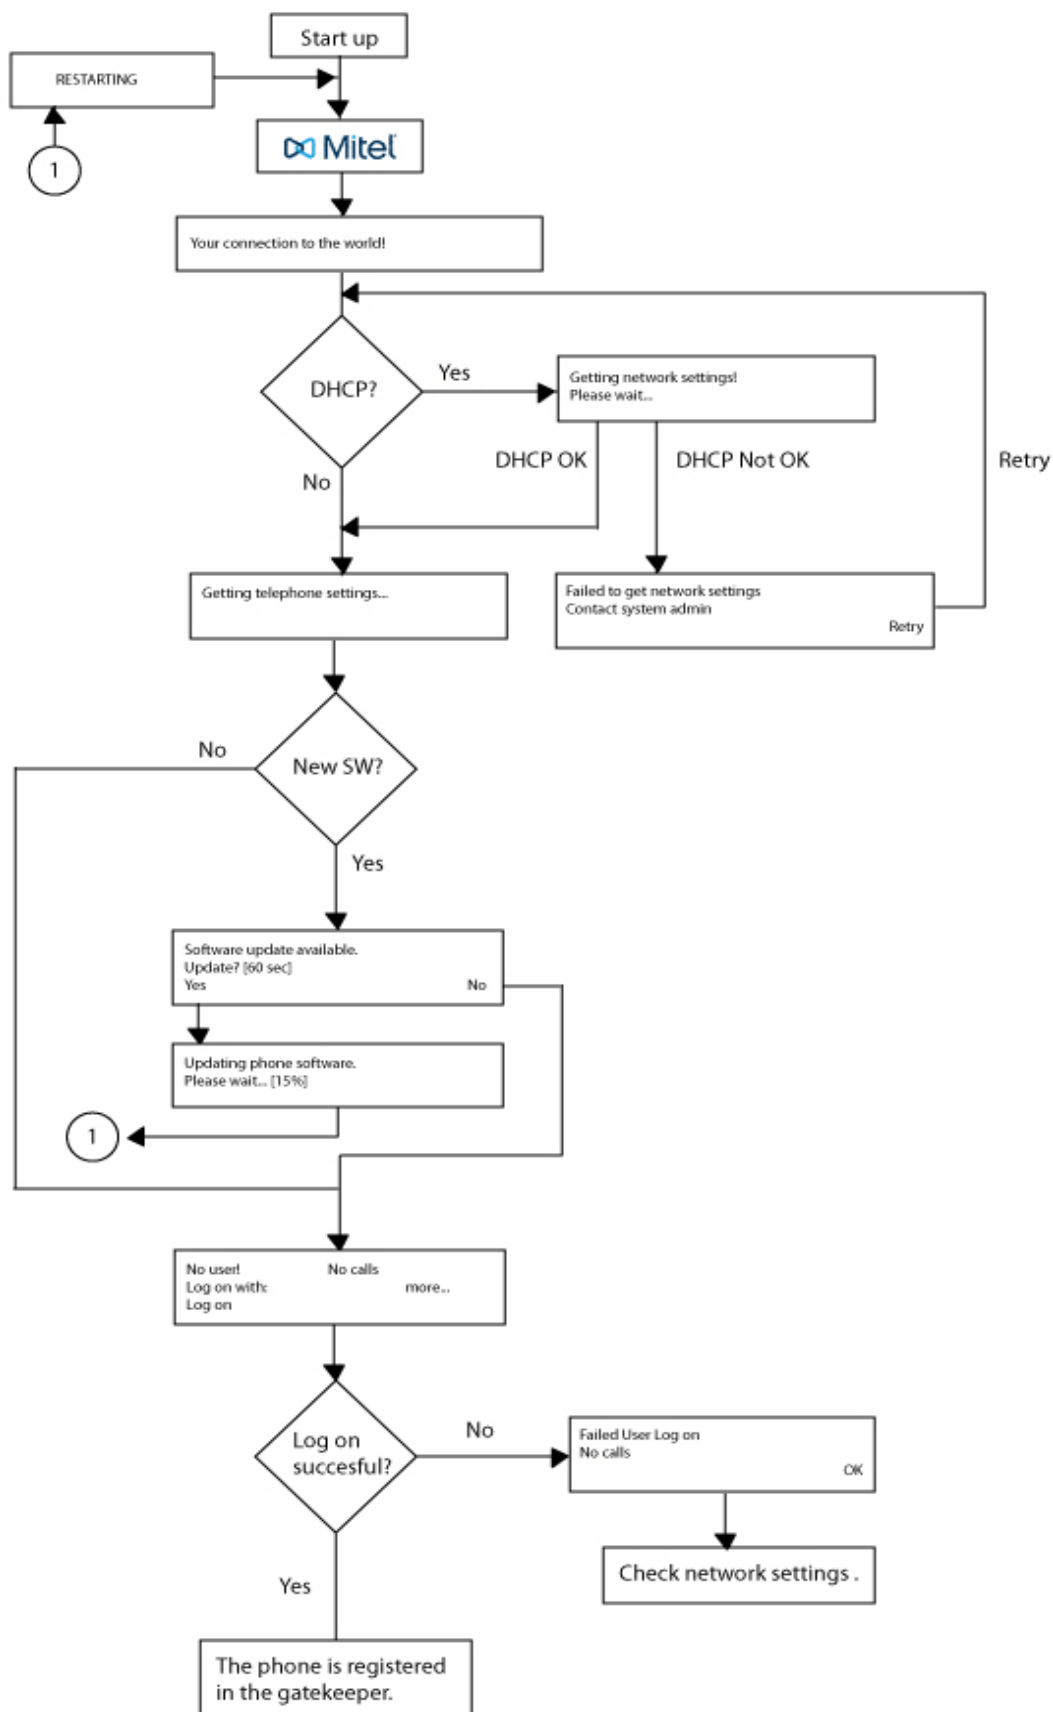 Start up
RESTARTING
1
Mitel
Your connection to the world!
DHCP?
Yes
Getting network settings!
Please wait...
DHCP OK
DHCP Not OK
Retry
No
Getting telephone settings...
Failed to get network settings
Contact system admin
Retry
No
New SW?
Yes
Software update available.
Update? [60 sec]
Yes No
Updating phone software.
Please wait... [15%]
1
No user! No calls
Log on with: more...
Log on
Log on
succesful?
No
Failed User Log on
No calls
OK
Check network settings .
Yes
The phone is registered
in the gatekeeper.